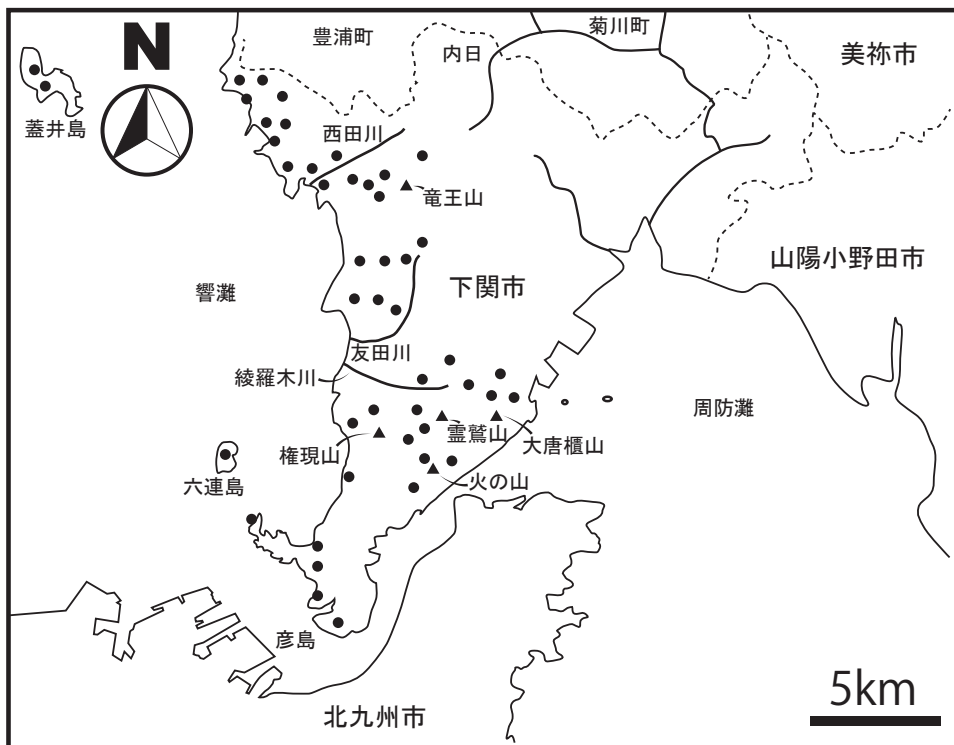 N
豊浦町
内日
菊川町
美祢市
蓋井島
西田川
竜王山
山陽小野田市
下関市
響灘
友田川
綾羅木川
周防灘
霊鷲山
大唐櫃山
権現山
火の山
六連島
彦島
北九州市
5km